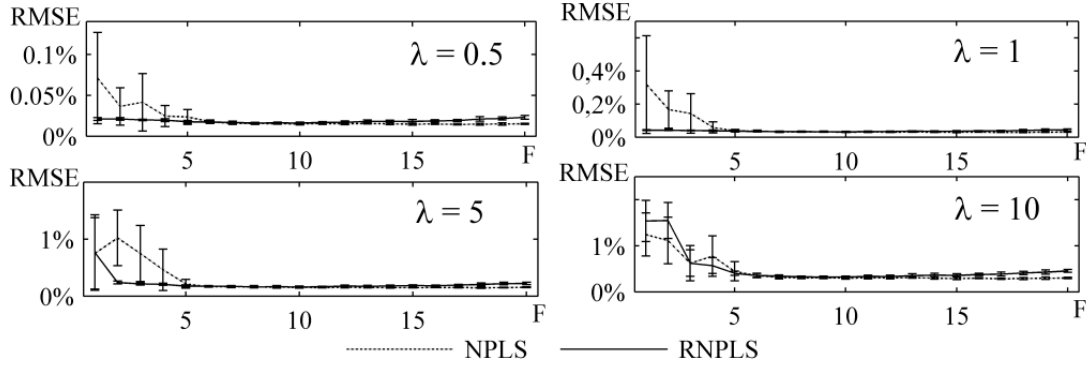 RMSE
0.1%
0.05%
0%
λ = 0.5
5
10
15
F
RMSE
0,4%
0,2%
0%
λ = 1
5
10
15
F
RMSE
1%
0%
λ = 5
5
10
15
F
RMSE
1%
0%
λ = 10
5
10
15
F
NPLS
RNPLS